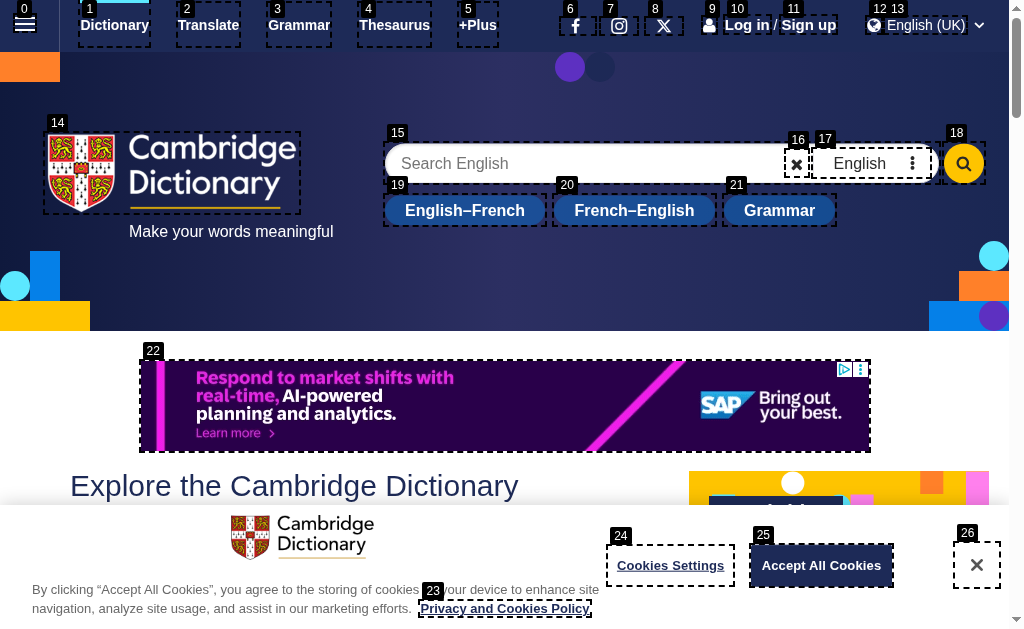 0 1 2 3 4 5 6 7 8 9 10 11 12 13
Dictionary Translate Grammar Thesaurus +Plus Log in / Sign up English (UK)
14 15 16 17 18
Cambridge
Dictionary
Make your words meaningful
Search English English
19 20 21
English–French French–English Grammar
22
Respond to market shifts with
real-time, AI-powered
planning and analytics.
Learn more >
SAP Bring out
your best.
Explore the Cambridge Dictionary
Cambridge
Dictionary
24 25 26
Cookies Settings Accept All Cookies
By clicking “Accept All Cookies”, you agree to the storing of cookies 23 your device to enhance site
navigation, analyze site usage, and assist in our marketing efforts. Privacy and Cookies Policy